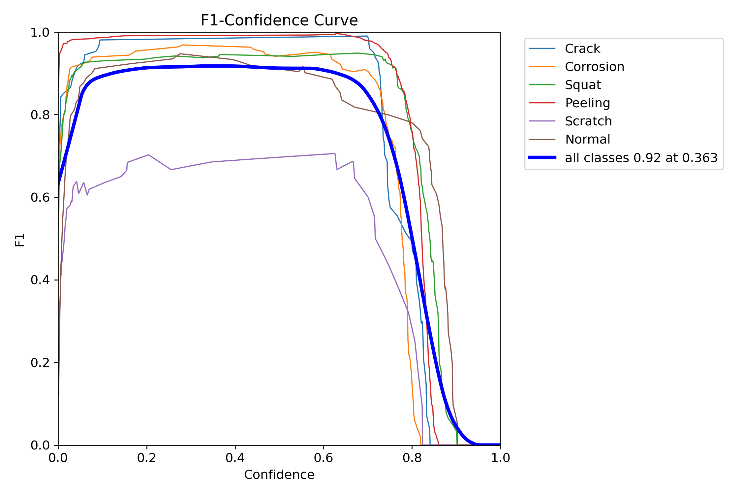 F1-Confidence Curve
1.0
0.8
0.6
0.4
0.2
0.0
F1
0.0 0.2 0.4 0.6 0.8 1.0
Confidence
Crack
Corrosion
Squat
Peeling
Scratch
Normal
all classes 0.92 at 0.363